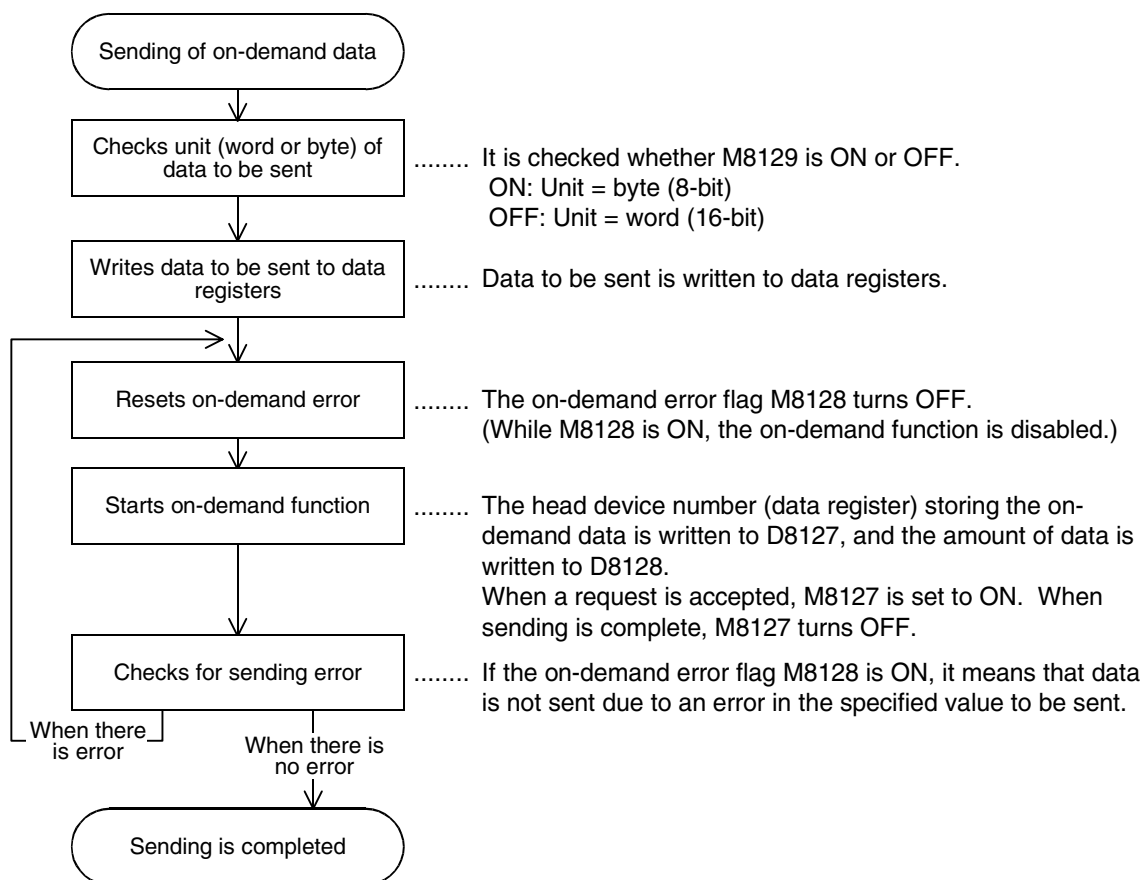 Sending of on-demand data
Checks unit (word or byte) of
data to be sent
........ It is checked whether M8129 is ON or OFF.
ON: Unit = byte (8-bit)
OFF: Unit = word (16-bit)
Writes data to be sent to data
registers
........ Data to be sent is written to data registers.
Resets on-demand error
........ The on-demand error flag M8128 turns OFF.
(While M8128 is ON, the on-demand function is disabled.)
Starts on-demand function
........ The head device number (data register) storing the on-
demand data is written to D8127, and the amount of data is
written to D8128.
When a request is accepted, M8127 is set to ON. When
sending is complete, M8127 turns OFF.
Checks for sending error
........ If the on-demand error flag M8128 is ON, it means that data
is not sent due to an error in the specified value to be sent.
When there
is error
When there is
no error
Sending is completed